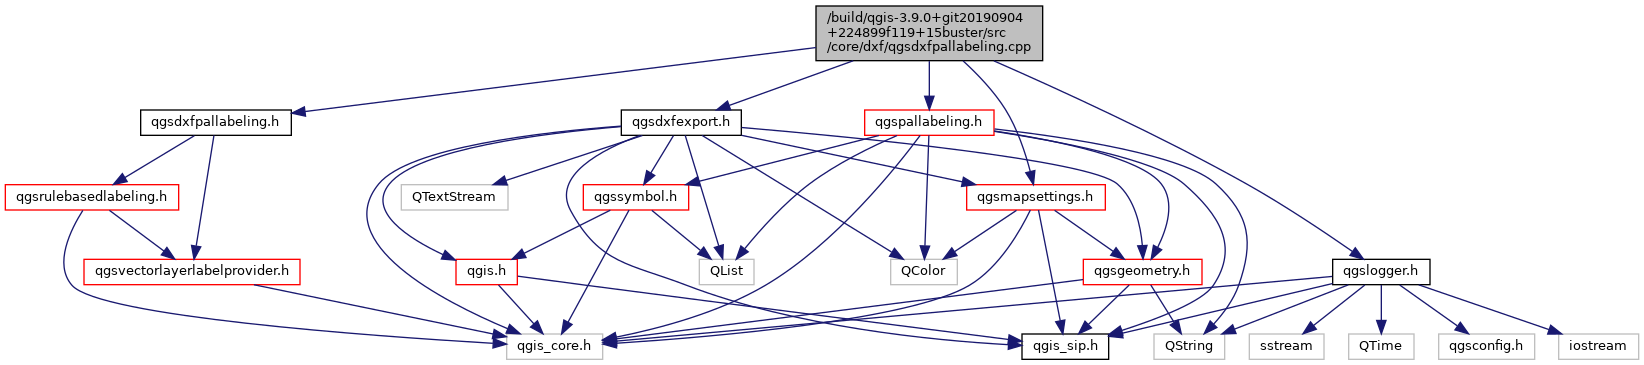 /build/qgis-3.9.0+git20190904
+224899f119+15buster/src
/core/dxf/qgsdxfpallabeling.cpp
qgsdxfpallabeling.h
qgsdxfexport.h
qgspallabeling.h
qgsrulebasedlabeling.h
QTextStream
qgssymbol.h
qgsmapsettings.h
qgsvectorlayerlabelprovider.h
qgis.h
QList
QColor
qgsgeometry.h
qgslogger.h
qgis_core.h
qgis_sip.h
QString
sstream
QTime
qgsconfig.h
iostream